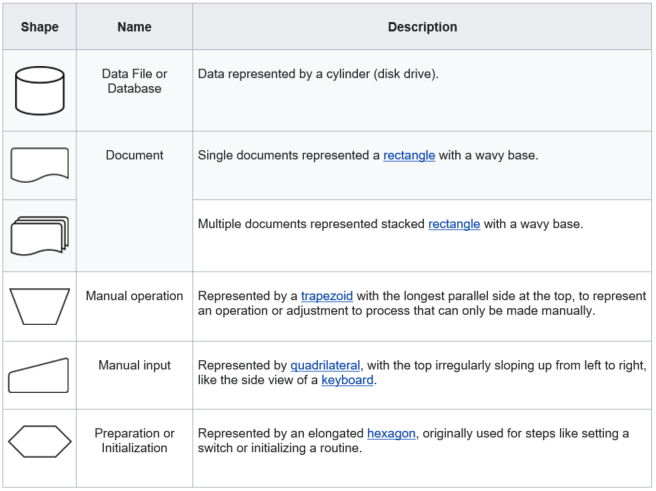 Shape Name Description
Data File or
Database
Data represented by a cylinder (disk drive).
Document
Single documents represented a rectangle with a wavy base.
Multiple documents represented stacked rectangle with a wavy base.
Manual operation
Represented by a trapezoid with the longest parallel side at the top, to represent
an operation or adjustment to process that can only be made manually.
Manual input
Represented by quadrilateral, with the top irregularly sloping up from left to right,
like the side view of a keyboard.
Preparation or
Initialization
Represented by an elongated hexagon, originally used for steps like setting a
switch or initializing a routine.